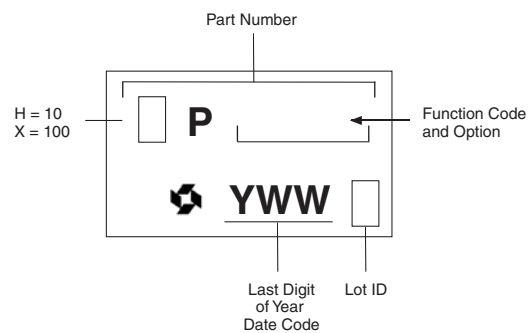 Part Number
H = 10
X = 100
P
Function Code
and Option
YWW
Last Digit
of Year
Date Code
Lot ID